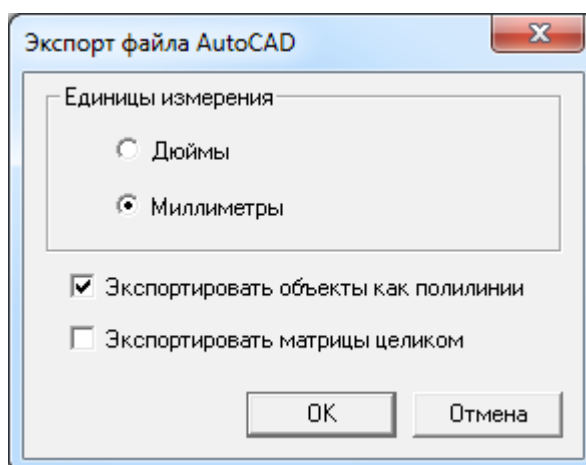 Экспорт файла AutoCAD
Единицы измерения
Дюймы
Миллиметры
Экспортировать объекты как полилинии
Экспортировать матрицы целиком
OK Отмена